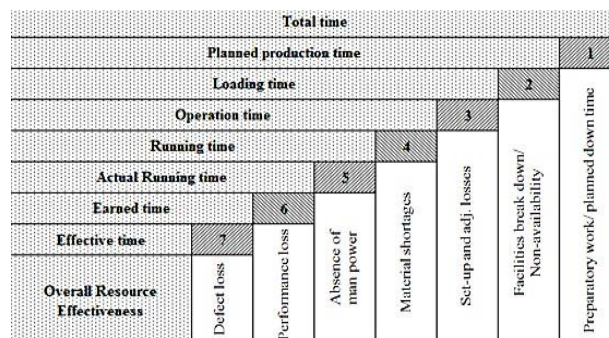 Total time
Planned production time
1
Loading time
2
Operation time
3
Running time
4
Actual Running time
5
Earned time
6
Effective time
7
Overall Resource
Effectiveness
Defect loss
Performance loss
Absence of
man power
Material shortages
Set-up and adj. losses
Facilities break down/
Non-availability
Preparatory work/ planned down time